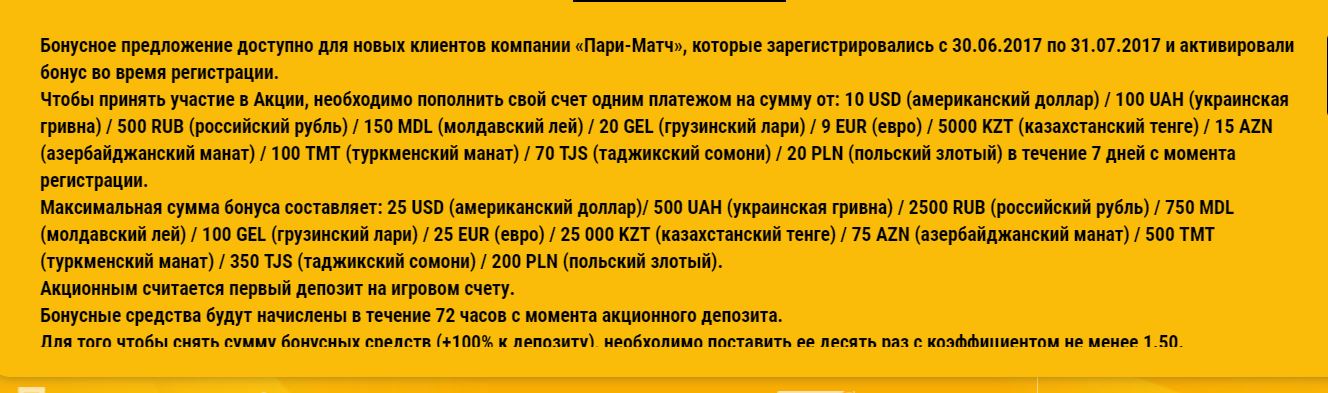 Бонусное предложение доступно для новых клиентов компании «Пари-Матч», которые зарегистрировались с 30.06.2017 по 31.07.2017 и активировали
бонус во время регистрации.
Чтобы принять участие в Акции, необходимо пополнить свой счет одним платежом на сумму от: 10 USD (американский доллар) / 100 UAH (украинская
гривна) / 500 RUB (российский рубль) / 150 MDL (молдавский лей) / 20 GEL (грузинский лари) / 9 EUR (евро) / 5000 KZT (казахстанский тенге) / 15 AZN
(азербайджанский манат) / 100 TMT (туркменский манат) / 70 TJS (таджикский сомони) / 20 PLN (польский злотый) в течение 7 дней с момента
регистрации.
Максимальная сумма бонуса составляет: 25 USD (американский доллар)/ 500 UAH (украинская гривна) / 2500 RUB (российский рубль) / 750 MDL
(молдавский лей) / 100 GEL (грузинский лари) / 25 EUR (евро) / 25 000 KZT (казахстанский тенге) / 75 AZN (азербайджанский манат) / 500 TMT
(туркменский манат) / 350 TJS (таджикский сомони) / 200 PLN (польский злотый).
Акционным считается первый депозит на игровом счету.
Бонусные средства будут начислены в течение 72 часов с момента акционного депозита.
Для того чтобы снять сумму бонусных средств (+100% к депозиту), необходимо поставить ее десять раз с коэффициентом не менее 1.50.